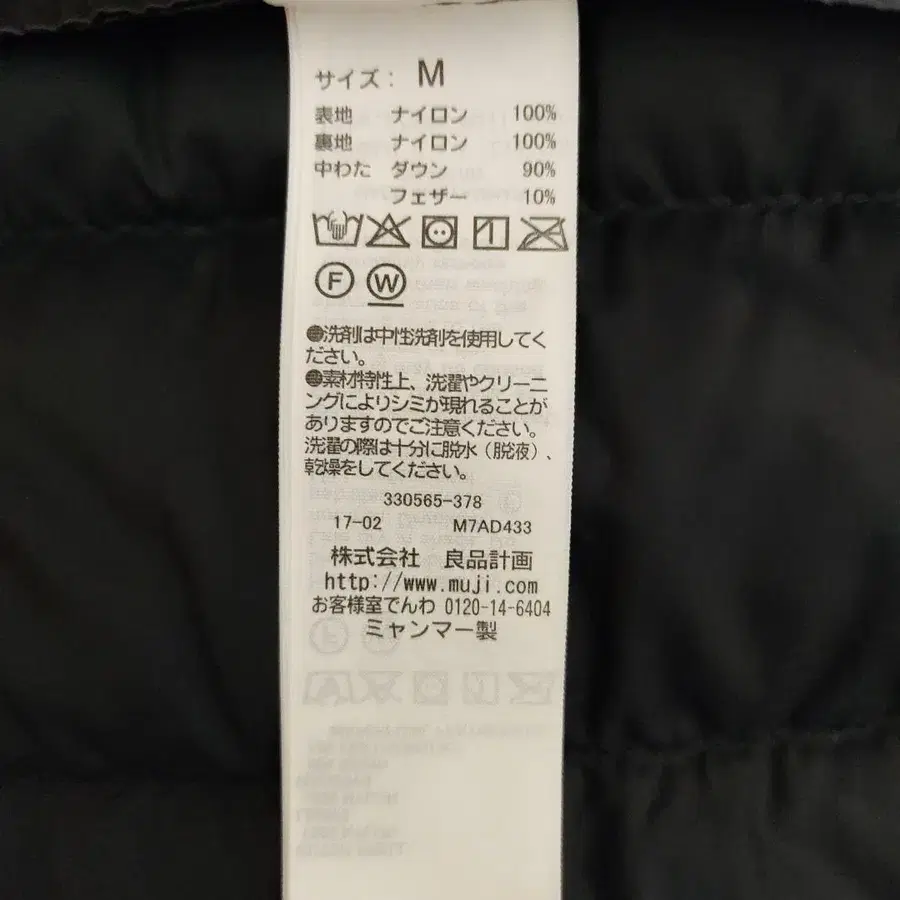 サイズ: M
表地 ナイロン 100%
裏地 ナイロン 100%
中わた ダウン 90%
フェザー 10%
F W
●洗剤は中性洗剤を使用してく
ださい。
●素材特性上、洗濯やクリーニ
ングによりシミが現れることが
ありますのでご注意ください。
洗濯の際は十分に脱水（脱液）、
乾燥をしてください。
330565-378
17-02 M7AD433
株式会社 良品計画
http://www.muji.com
お客様室でんわ 0120-14-6404
ミャンマー製